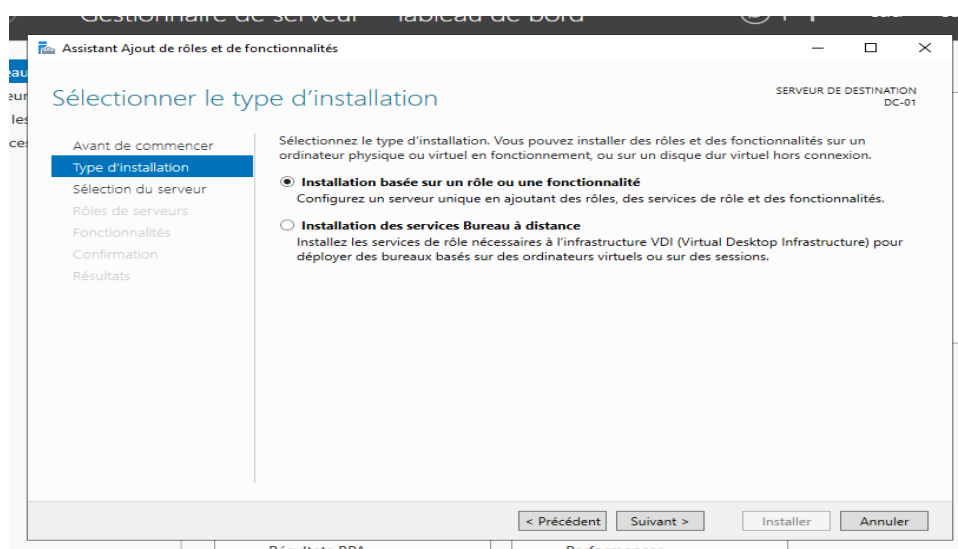 Gestionnaire de serveur Tableau de bord
Assistant Ajout de rôles et de fonctionnalités
Sélectionner le type d'installation
SERVEUR DE DESTINATION
DC-01
Avant de commencer
Type d'installation
Sélection du serveur
Rôles de serveurs
Fonctionnalités
Confirmation
Résultats
Sélectionnez le type d'installation. Vous pouvez installer des rôles et des fonctionnalités sur un
ordinateur physique ou virtuel en fonctionnement, ou sur un disque dur virtuel hors connexion.
Installation basée sur un rôle ou une fonctionnalité
Configurez un serveur unique en ajoutant des rôles, des services de rôle et des fonctionnalités.
Installation des services Bureau à distance
Installez les services de rôle nécessaires à l'infrastructure VDI (Virtual Desktop Infrastructure) pour
déployer des bureaux basés sur des ordinateurs virtuels ou sur des sessions.
< Précédent
Suivant >
Installer
Annuler
Résultats BPA
Performances